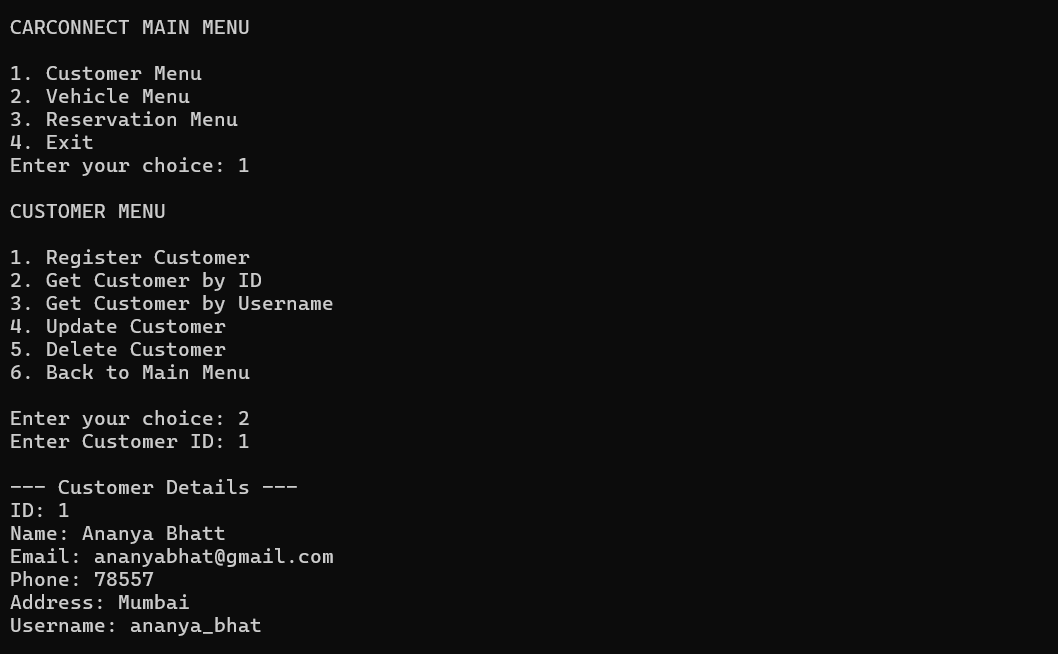 CARCONNECT MAIN MENU
1. Customer Menu
2. Vehicle Menu
3. Reservation Menu
4. Exit
Enter your choice: 1
CUSTOMER MENU
1. Register Customer
2. Get Customer by ID
3. Get Customer by Username
4. Update Customer
5. Delete Customer
6. Back to Main Menu
Enter your choice: 2
Enter Customer ID: 1
--- Customer Details ---
ID: 1
Name: Ananya Bhatt
Email: ananyabhat@gmail.com
Phone: 78557
Address: Mumbai
Username: ananya_bhat